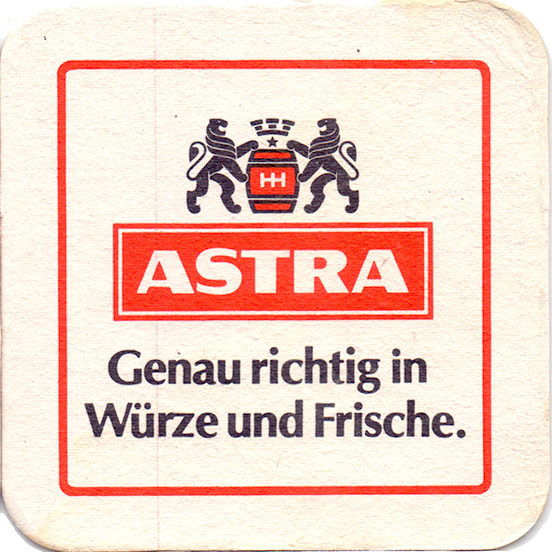 HH
ASTRA
Genau richtig in
Würze und Frische.